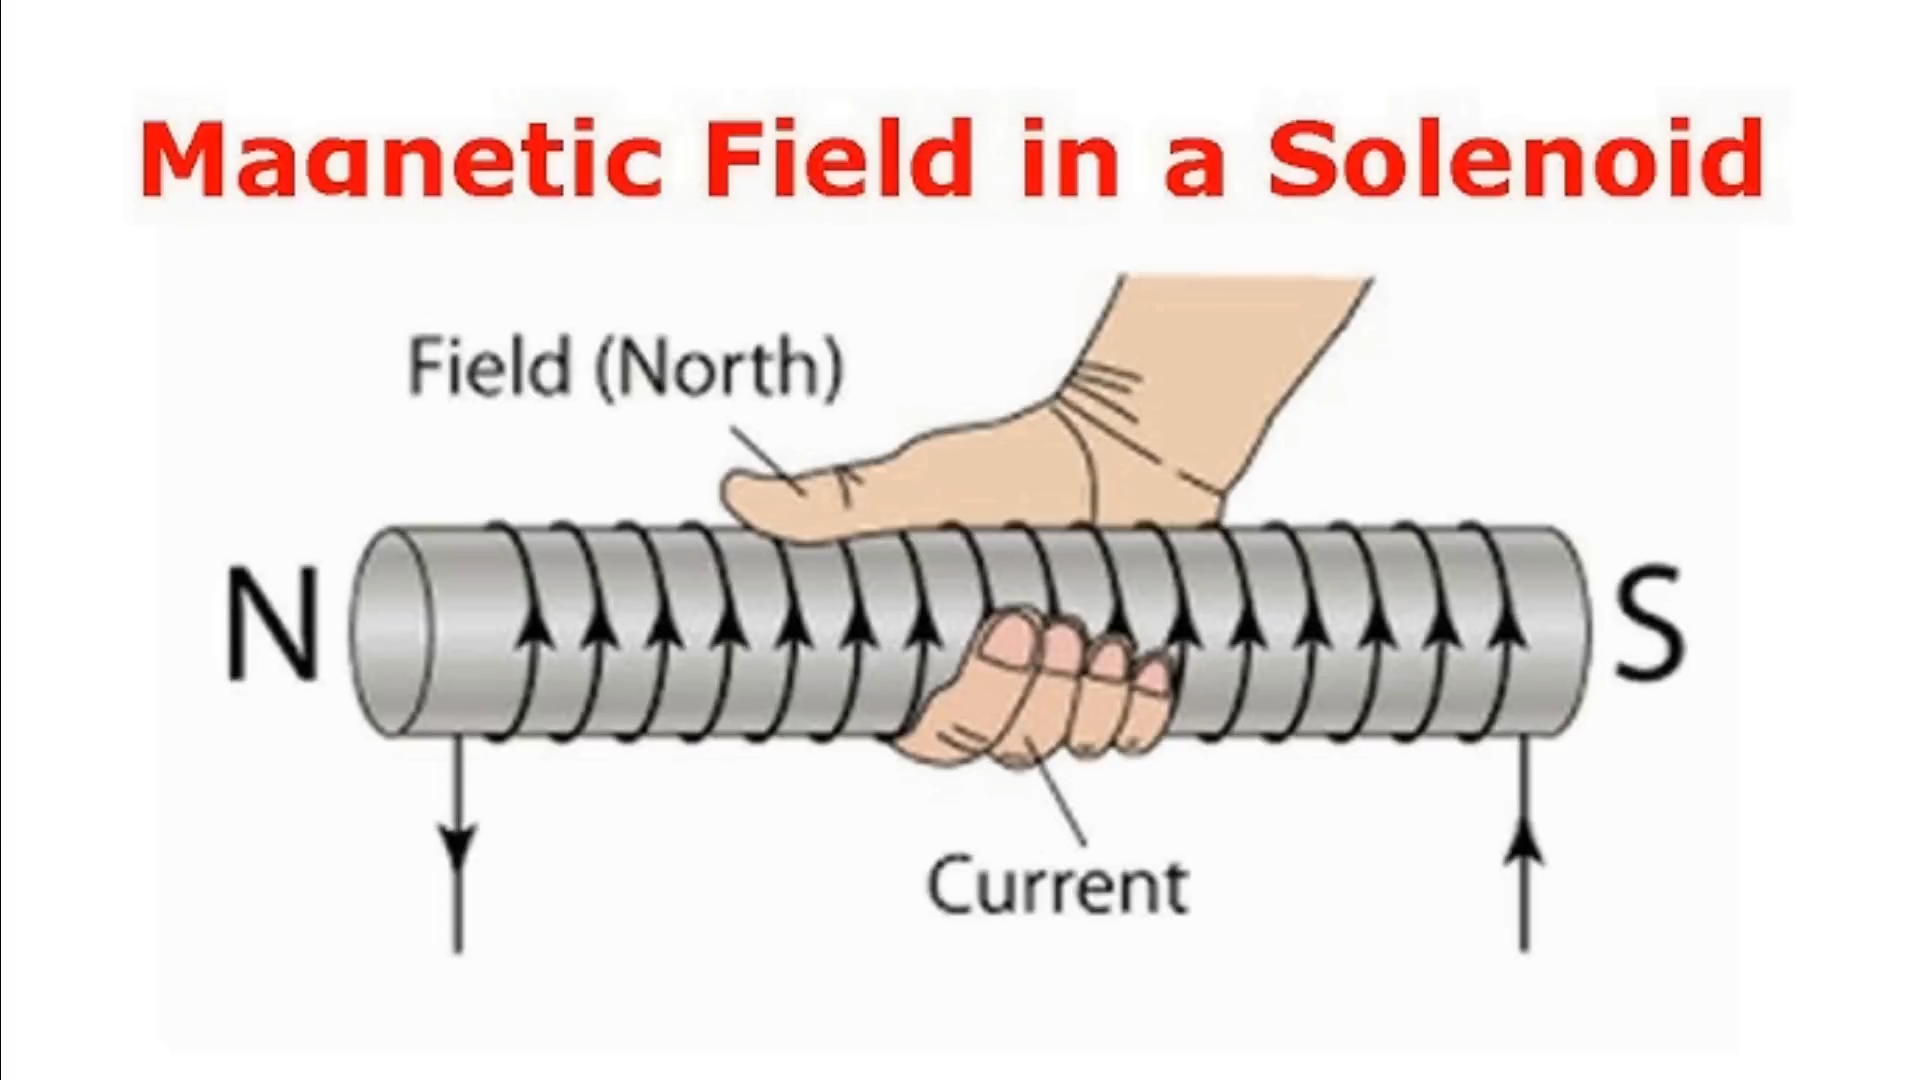 Magnetic Field in a Solenoid
Field (North)
N
S
Current